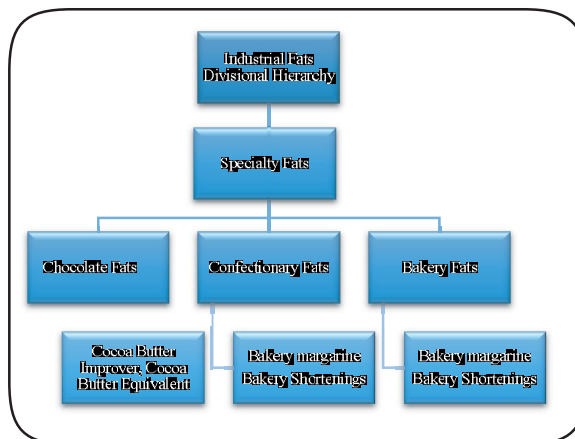 Industrial Fats
Divisional Hierarchy
Specialty Fats
Chocolate Fats
Confectionary Fats
Bakery Fats
Cocoa Butter
Improver, Cocoa
Butter Equivalent
Bakery margarine
Bakery Shortenings
Bakery margarine
Bakery Shortenings